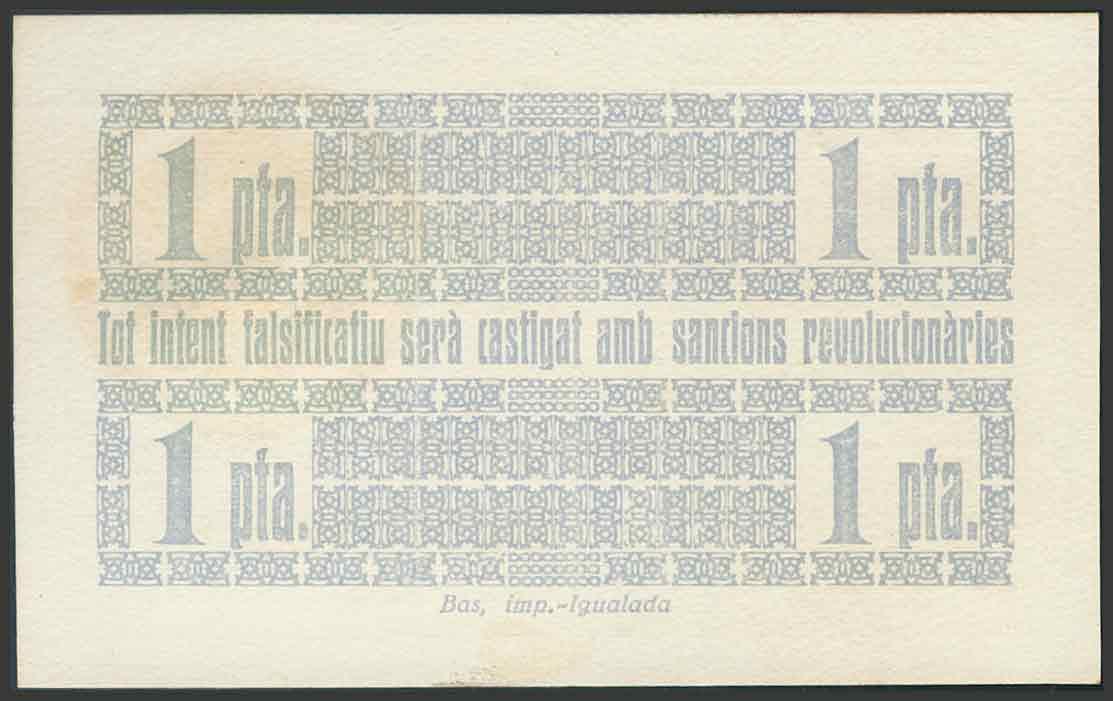 1 pta. 1 pta.
Tot intent falsificatiu serà castigat amb sancions revolucionàries
1 pta. 1 pta.
Bas, imp.-Igualada